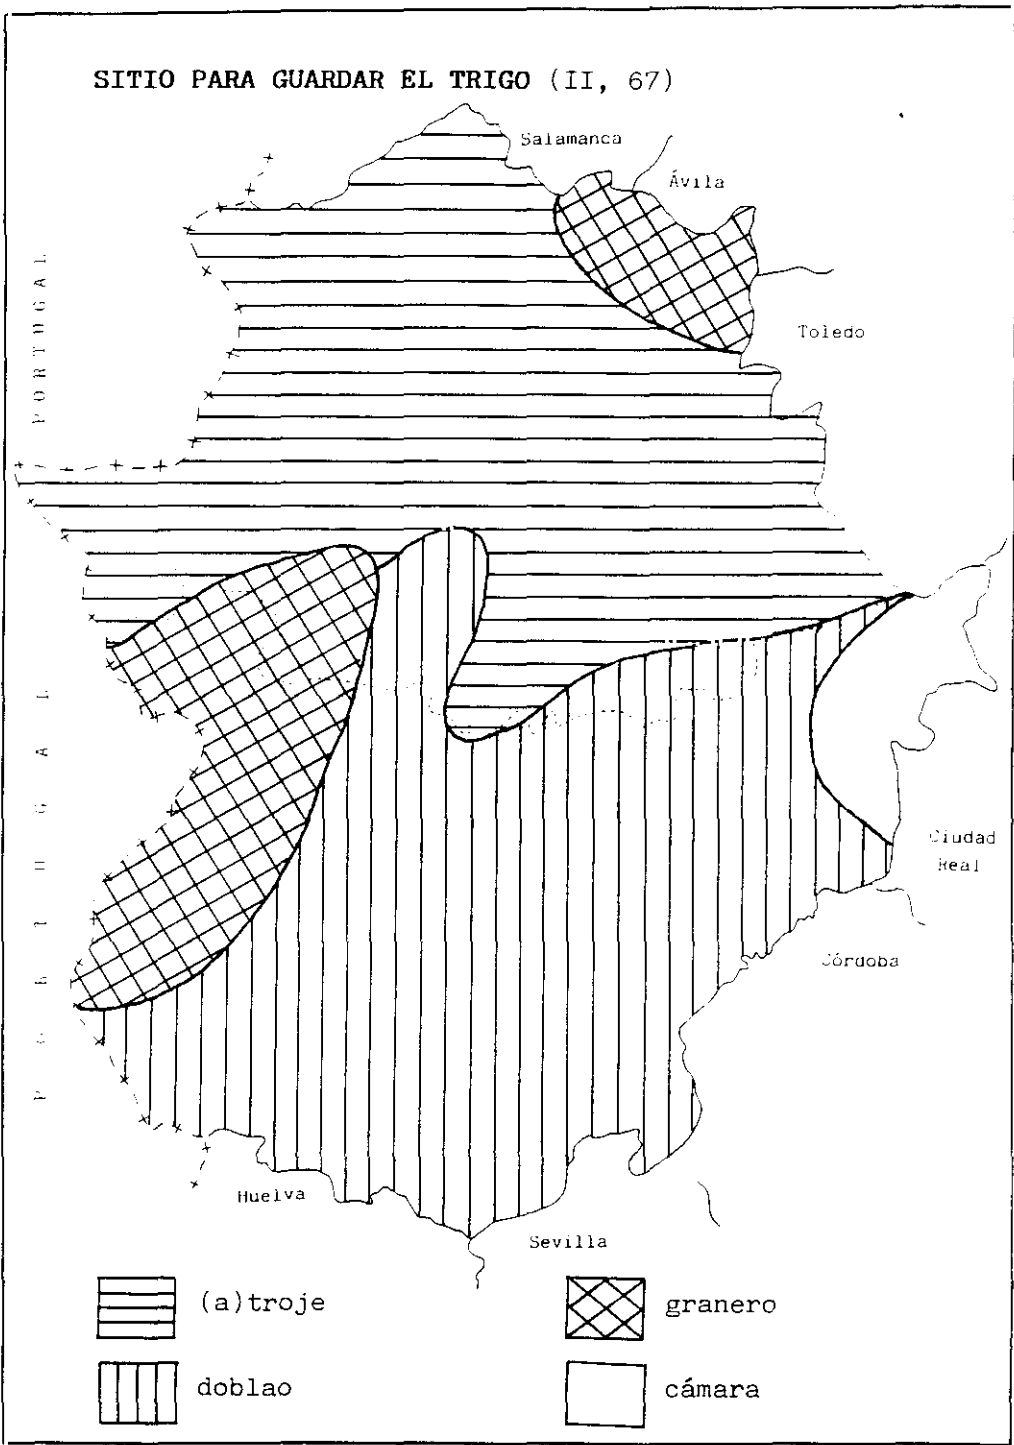 SITIO PARA GUARDAR EL TRIGO (II, 67)
Salamanca
Ávila
PORTUGAL
Toledo
PORTUGAL
Ciudad
Real
Córdoba
Huelva
Sevilla
(a)troje
granero
doblao
cámara